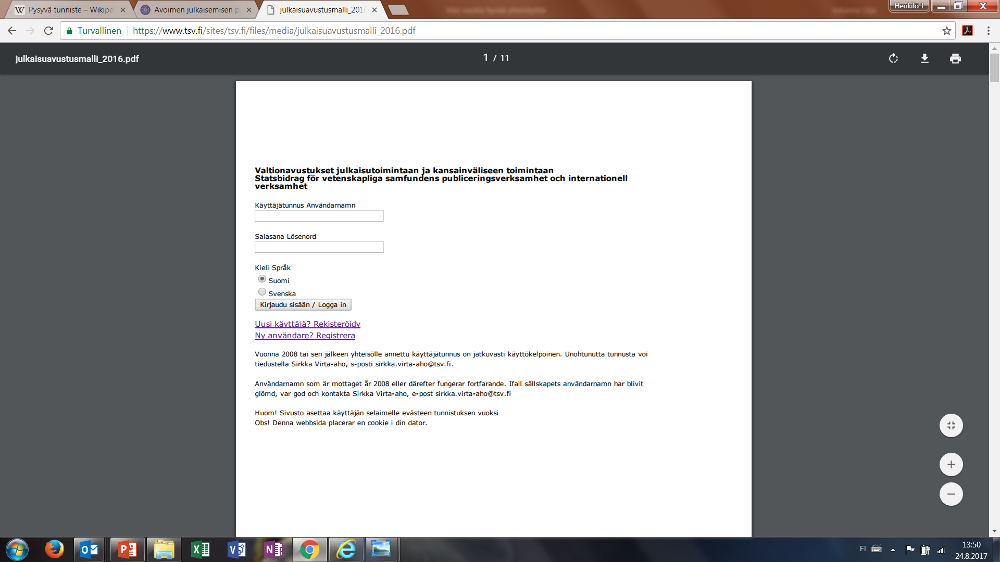 Pysyvä tunniste – Wikipe
Avoimen julkaisemisen p
julkaisuavustusmalli_201
Henkilö 1
Turvallinen
https://www.tsv.fi/sites/tsv.fi/files/media/julkaisuavustusmalli_2016.pdf
julkaisuavustusmalli_2016.pdf
1 / 11
Valtionavustukset julkaisutoimintaan ja kansainväliseen toimintaan
Statsbidrag för vetenskapliga samfundens publiceringsverksamhet och internationell
verksamhet
Käyttäjätunnus Användarnamn
Salasana Lösenord
Kieli Språk
Suomi
Svenska
Kirjaudu sisään / Logga in
Uusi käyttäjä? Rekisteröidy
Ny användare? Registrera
Vuonna 2008 tai sen jälkeen yhteisölle annettu käyttäjätunnus on jatkuvasti käyttökelpoinen. Unohtunutta tunnusta voi
tiedustella Sirkka Virta-aho, s-posti sirkka.virta-aho@tsv.fi.
Användarnamn som är mottaget år 2008 eller därefter fungerar fortfarande. Ifall sällskapets användarnamn har blivit
glömd, var god och kontakta Sirkka Virta-aho, e-post sirkka.virta-aho@tsv.fi
Huom! Sivusto asettaa käyttäjän selaimelle evästeen tunnistuksen vuoksi
Obs! Denna webbsida placerar en cookie i din dator.
FI
13:50
24.8.2017